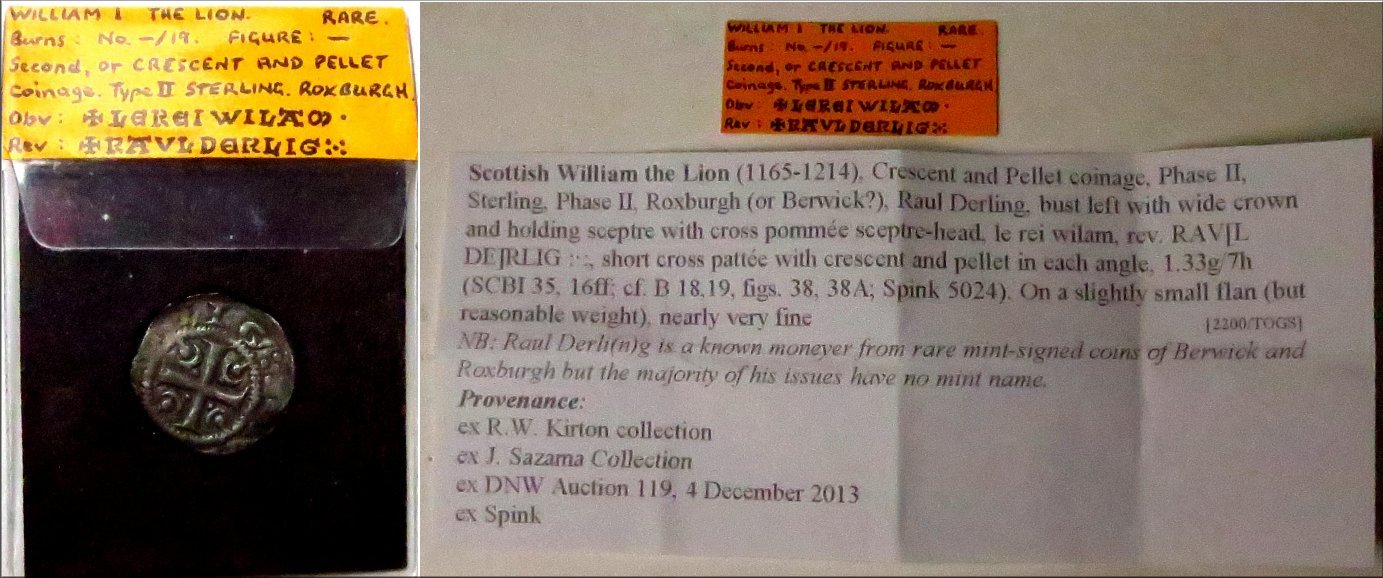 WILLIAM I THE LION. RARE.
Burns: No. -/19. FIGURE: —
Second, or CRESCENT AND PELLET
Coinage. Type II STERLING. ROXBURGH.
Obv: ✠LEREIWILAM·
Rev: ✠RAVLDERLIG:·:
WILLIAM I THE LION. RARE.
Burns: No. -/19. FIGURE: —
Second, or CRESCENT AND PELLET
Coinage. Type II STERLING. ROXBURGH
Obv: ✠LEREIWILAM·
Rev: ✠RAVLDERLIG:·:
Scottish William the Lion (1165-1214), Crescent and Pellet coinage, Phase II,
Sterling, Phase II, Roxburgh (or Berwick?), Raul Derling, bust left with wide crown
and holding sceptre with cross pommée sceptre-head, le rei wilam, rev. RAV[L
DE]RLIG :·:, short cross pattée with crescent and pellet in each angle, 1.33g/7h
(SCBI 35, 16ff; cf. B 18,19, figs. 38, 38A; Spink 5024). On a slightly small flan (but
reasonable weight), nearly very fine
[2200/TOGS]
NB: Raul Derli(n)g is a known moneyer from rare mint-signed coins of Berwick and
Roxburgh but the majority of his issues have no mint name.
Provenance:
ex R.W. Kirton collection
ex J. Sazama Collection
ex DNW Auction 119, 4 December 2013
ex Spink